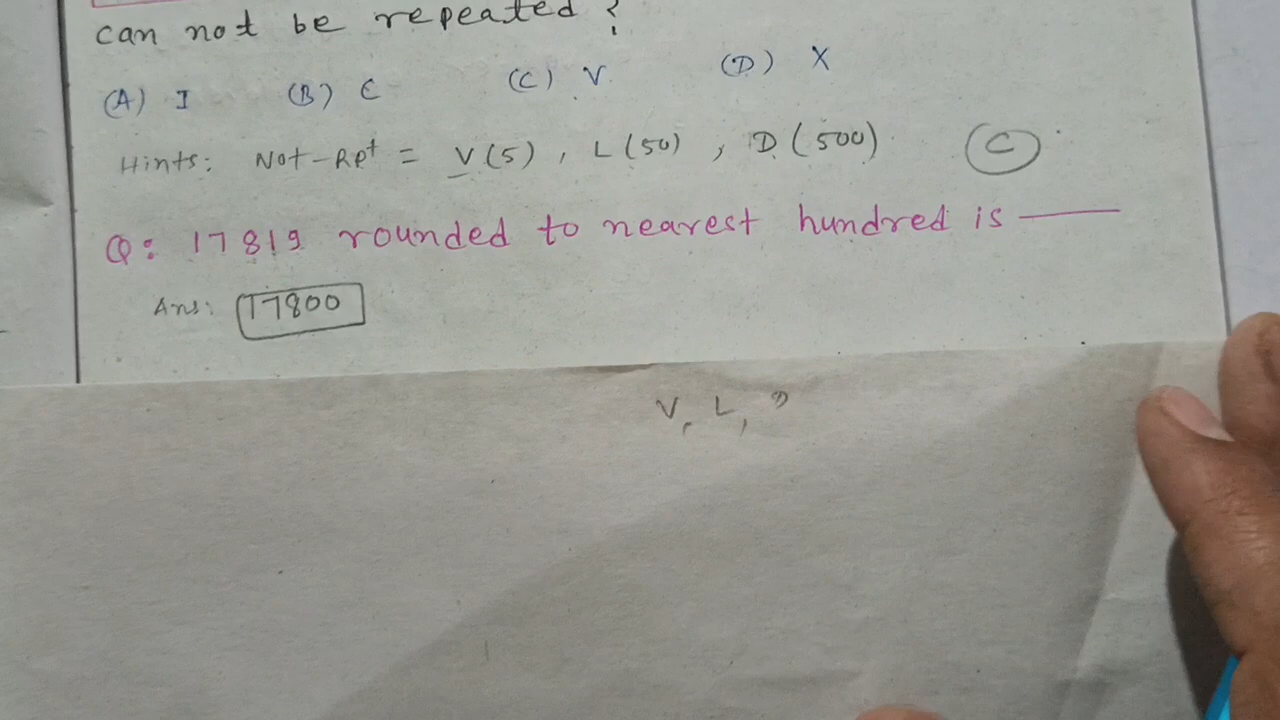 can not be repeated ?
(A) I (B) C (C) V (D) X
Hints: Not-Rpt = V(5), L(50), D(500). (C)
Q: 17819 rounded to nearest hundred is ——
Ans: 17800
V, L, D